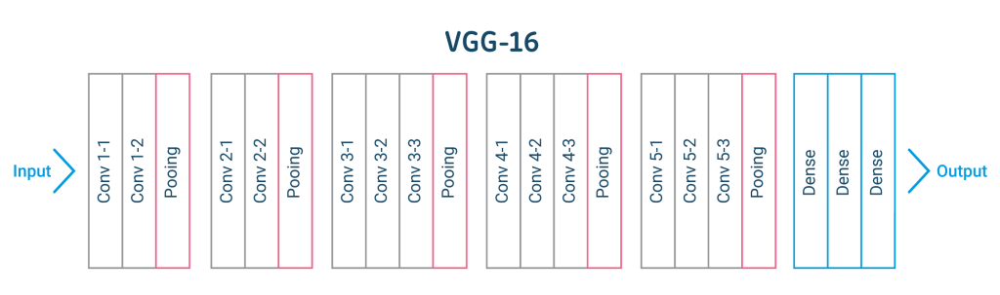 VGG-16
Input
Conv 1-1
Conv 1-2
Pooing
Conv 2-1
Conv 2-2
Pooing
Conv 3-1
Conv 3-2
Conv 3-3
Pooing
Conv 4-1
Conv 4-2
Conv 4-3
Pooing
Conv 5-1
Conv 5-2
Conv 5-3
Pooing
Dense
Dense
Dense
Output